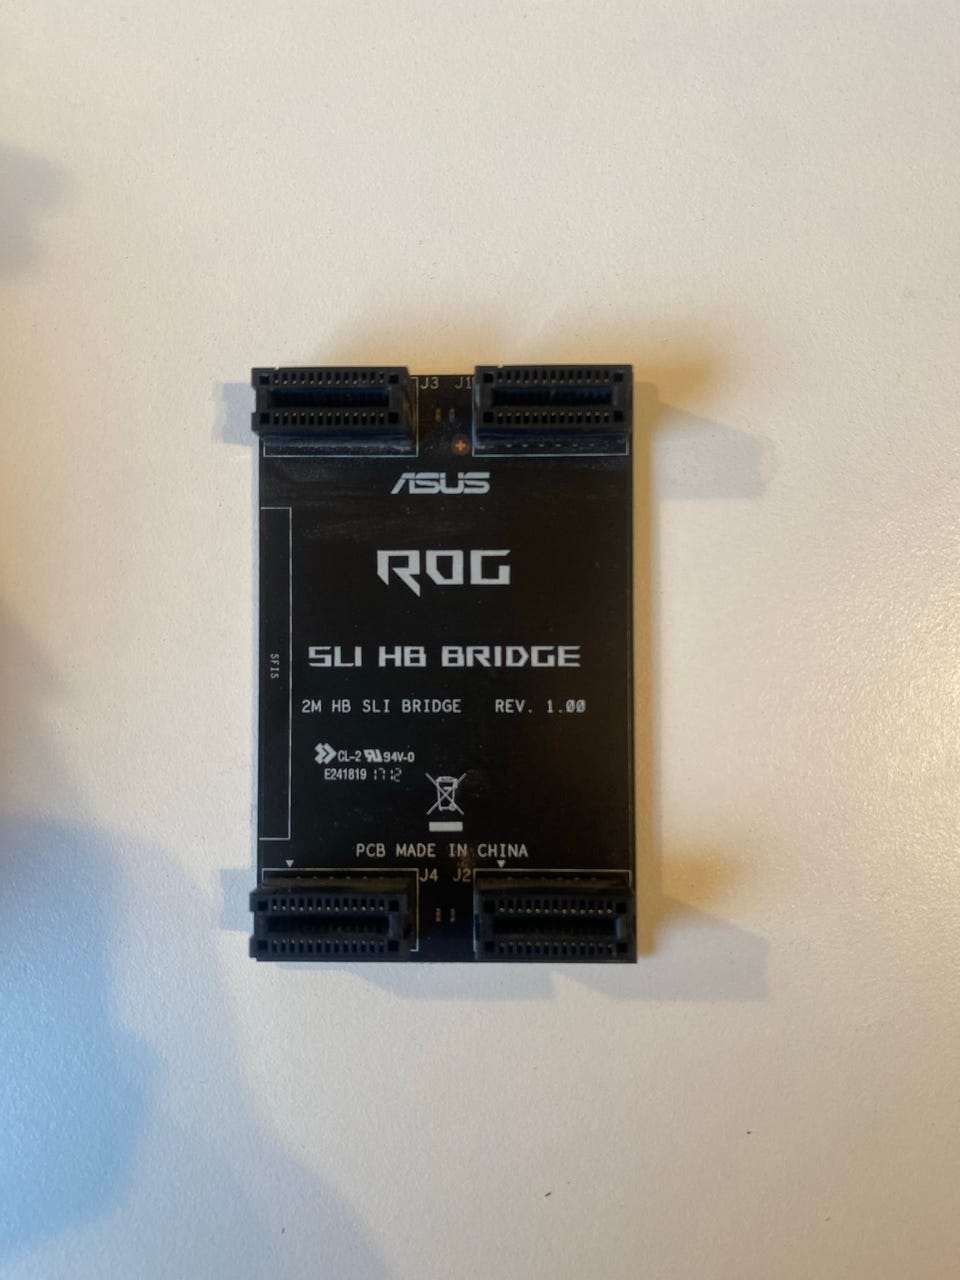 J3 J1
ASUS
ROG
SLI HB BRIDGE
SFIS
2M HB SLI BRIDGE REV. 1.00
CL-2 94V-0
E241819 1712
PCB MADE IN CHINA
J4 J2